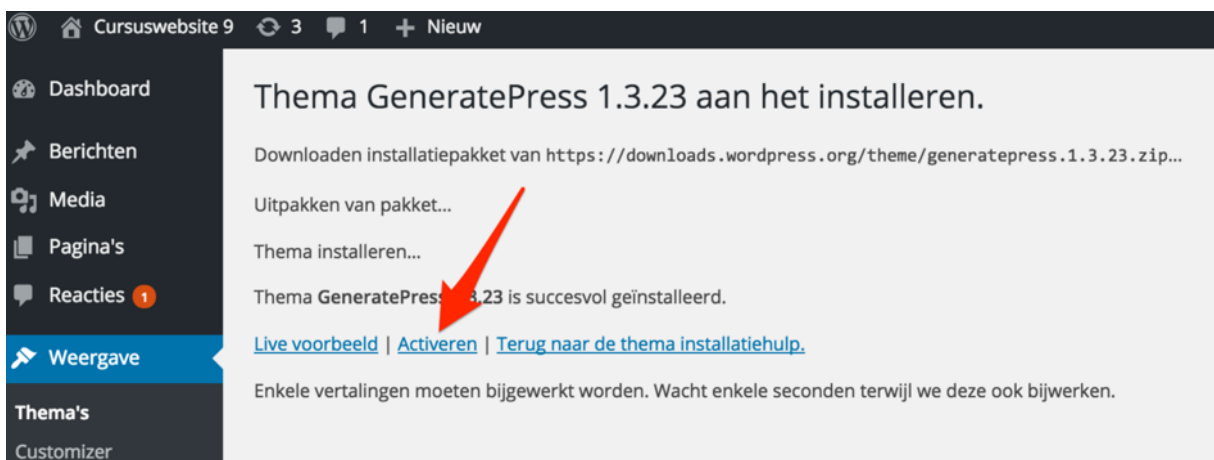 Cursuswebsite 9 3 1 + Nieuw
Dashboard
Berichten
Media
Pagina's
Reacties 1
Weergave
Thema's
Customizer
Thema GeneratePress 1.3.23 aan het installeren.
Downloaden installatiepakket van https://downloads.wordpress.org/theme/generatepress.1.3.23.zip…
Uitpakken van pakket…
Thema installeren…
Thema GeneratePress 1.3.23 is succesvol geïnstalleerd.
Live voorbeeld | Activeren | Terug naar de thema installatiehulp.
Enkele vertalingen moeten bijgewerkt worden. Wacht enkele seconden terwijl we deze ook bijwerken.